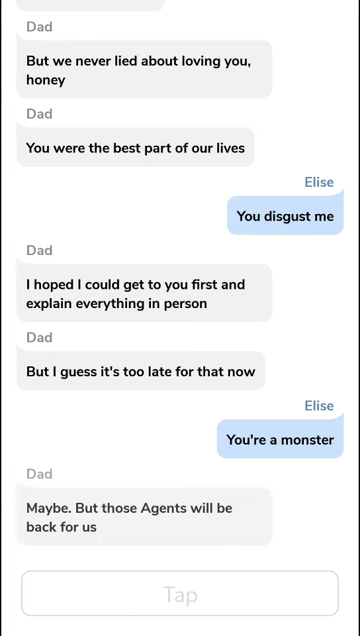 Dad
But we never lied about loving you,
honey
Dad
You were the best part of our lives
Elise
You disgust me
Dad
I hoped I could get to you first and
explain everything in person
Dad
But I guess it's too late for that now
Elise
You're a monster
Dad
Maybe. But those Agents will be
back for us
Tap